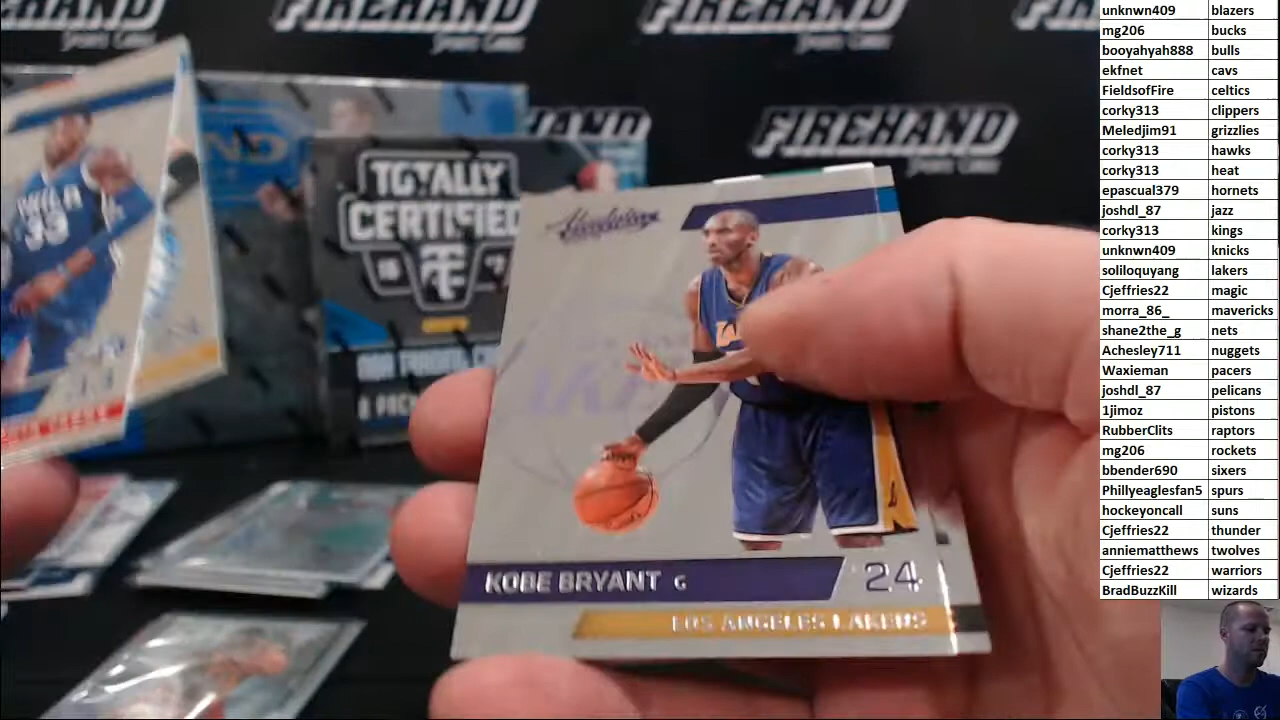 FIREHAND
FIREHAND
FIREHAND
TOTALLY
CERTIFIED
FIREHAND
Absolute
KOBE BRYANT G 24
LOS ANGELES LAKERS
unknwn409 blazers
mg206 bucks
booyahyah888 bulls
ekfnet cavs
FieldsofFire celtics
corky313 clippers
Meledjim91 grizzlies
corky313 hawks
corky313 heat
epascual379 hornets
joshdl_87 jazz
corky313 kings
unknwn409 knicks
soliloquyang lakers
Cjeffries22 magic
morra_86_ mavericks
shane2the_g nets
Achesley711 nuggets
Waxieman pacers
joshdl_87 pelicans
1jimoz pistons
RubberClits raptors
mg206 rockets
bbender690 sixers
Phillyeaglesfan5 spurs
hockeyoncall suns
Cjeffries22 thunder
anniematthews twolves
Cjeffries22 warriors
BradBuzzKill wizards